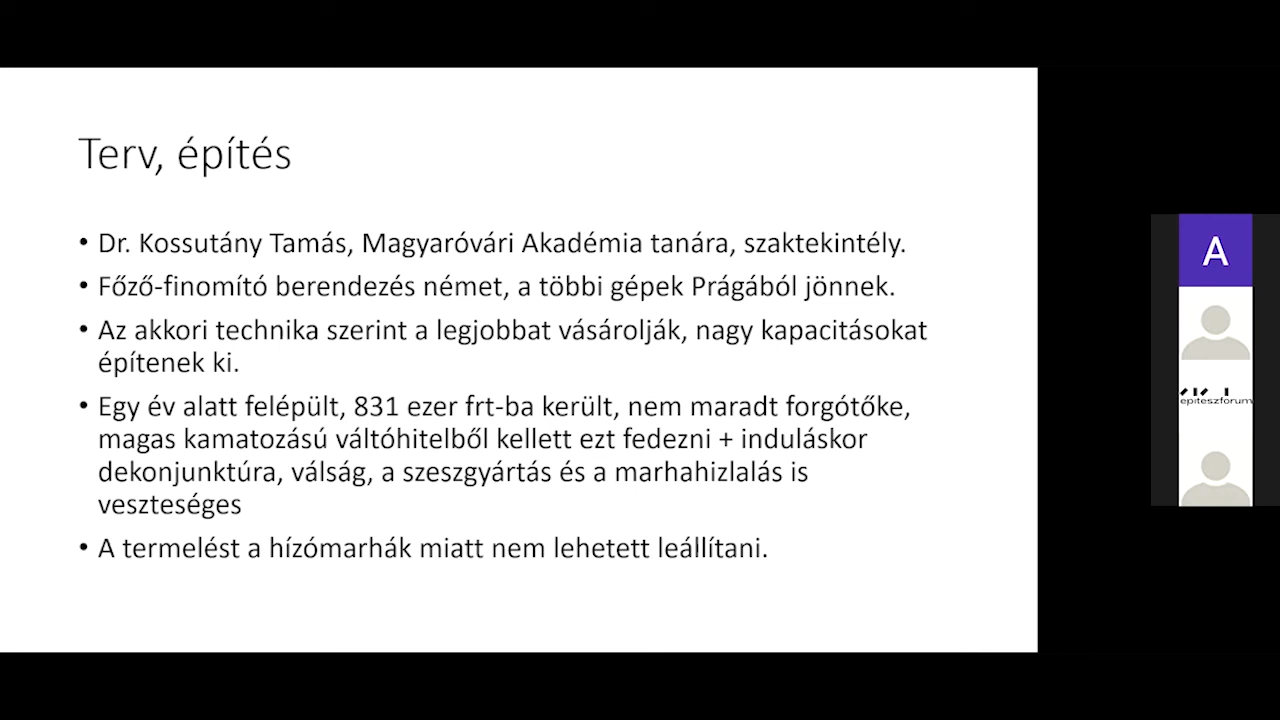 Terv, építés
• Dr. Kossutány Tamás, Magyaróvári Akadémia tanára, szaktekintély.
• Főző-finomító berendezés német, a többi gépek Prágából jönnek.
• Az akkori technika szerint a legjobbat vásárolják, nagy kapacitásokat
építenek ki.
• Egy év alatt felépült, 831 ezer frt-ba került, nem maradt forgótőke,
magas kamatozású váltóhitelből kellett ezt fedezni + induláskor
dekonjunktúra, válság, a szeszgyártás és a marhahizlalás is
veszteséges
• A termelést a hízómarhák miatt nem lehetett leállítani.
A
epiteszforum